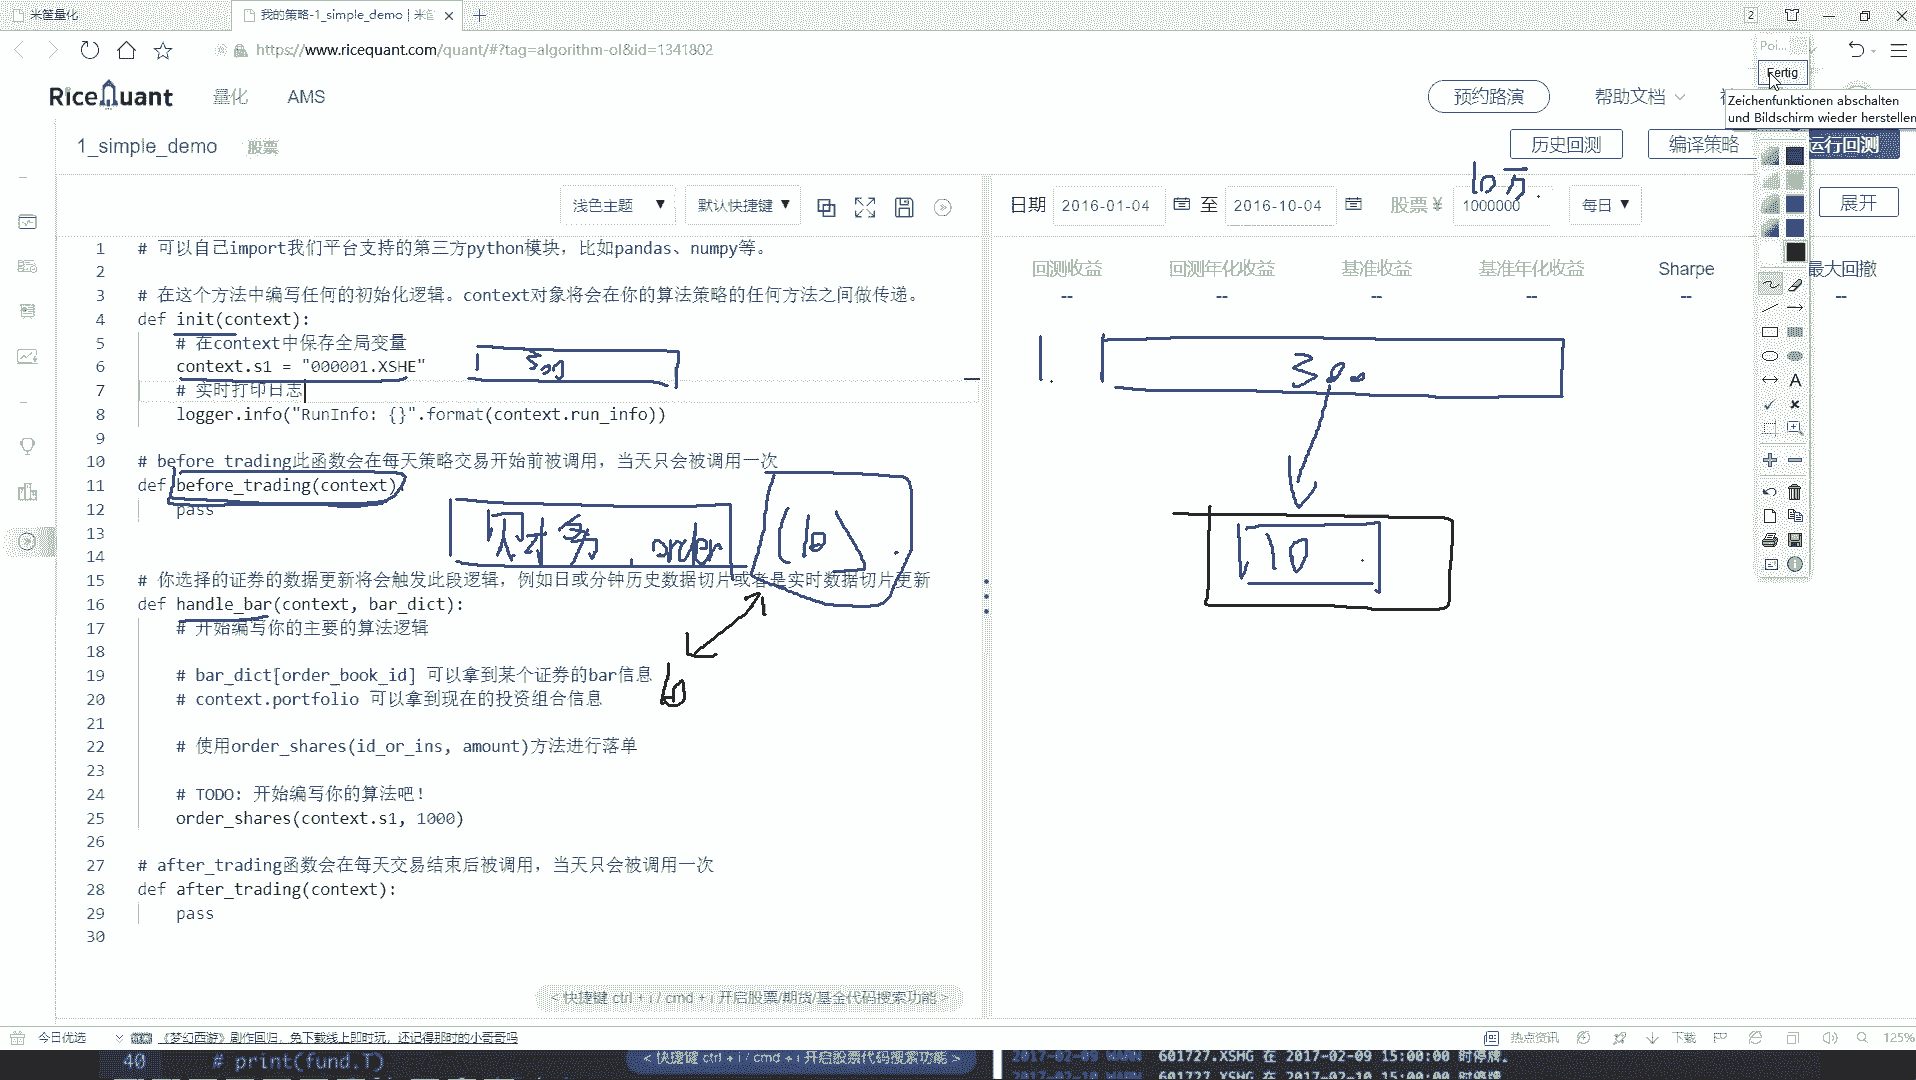 米筐量化
我的策略-1_simple_demo | 米筐
2
https://www.ricequant.com/quant/#?tag=algorithm-ol&id=1341802
Poi...
Fertig
Zeichenfunktionen abschalten
und Bildschirm wieder herstellen
RiceQuant 量化 AMS 预约路演 帮助文档
1_simple_demo 股票 历史回测 编译策略 运行回测
10万
浅色主题 ▼ 默认快捷键 ▼
日期 2016-01-04 至 2016-10-04 股票 ¥ 1000000 每日 ▼ 展开
回测收益 回测年化收益 基准收益 基准年化收益 Sharpe 最大回撤
-- -- -- -- -- --
1 # 可以自己import我们平台支持的第三方python模块，比如pandas、numpy等。
2
3 # 在这个方法中编写任何的初始化逻辑。context对象将会在你的算法策略的任何方法之间做传递。
4 def init(context):
5 # 在context中保存全局变量
6 context.s1 = "000001.XSHE"
7 # 实时打印日志
8 logger.info("RunInfo: {}".format(context.run_info))
9
10 # before_trading此函数会在每天策略交易开始前被调用，当天只会被调用一次
11 def before_trading(context)
12 pass
13
14
15 # 你选择的证券的数据更新将会触发此段逻辑，例如日或分钟历史数据切片或者是实时数据切片更新
16 def handle_bar(context, bar_dict):
17 # 开始编写你的主要的算法逻辑
18
19 # bar_dict[order_book_id] 可以拿到某个证券的bar信息
20 # context.portfolio 可以拿到现在的投资组合信息
21
22 # 使用order_shares(id_or_ins, amount)方法进行落单
23
24 # TODO: 开始编写你的算法吧！
25 order_shares(context.s1, 1000)
26
27 # after_trading函数会在每天交易结束后被调用，当天只会被调用一次
28 def after_trading(context):
29 pass
30
300
财务 . order
(10)
10
1.
300
10
<快捷键 ctrl + i / cmd + i 开启股票/期货/基金代码搜索功能>
今日优选 《梦幻西游》剧作回归，免下载线上即时玩，还记得那时的小哥哥吗
热点资讯 下载 125%
40 # print(fund.T)
<快捷键 ctrl + i / cmd + i 开启股票代码搜索功能>
2017-02-09 WARN 601727.XSHG 在 2017-02-09 15:00:00 时停牌。
2017-02-10 WARN 601727.XSHG 在 2017-02-10 15:00:00 时停牌。